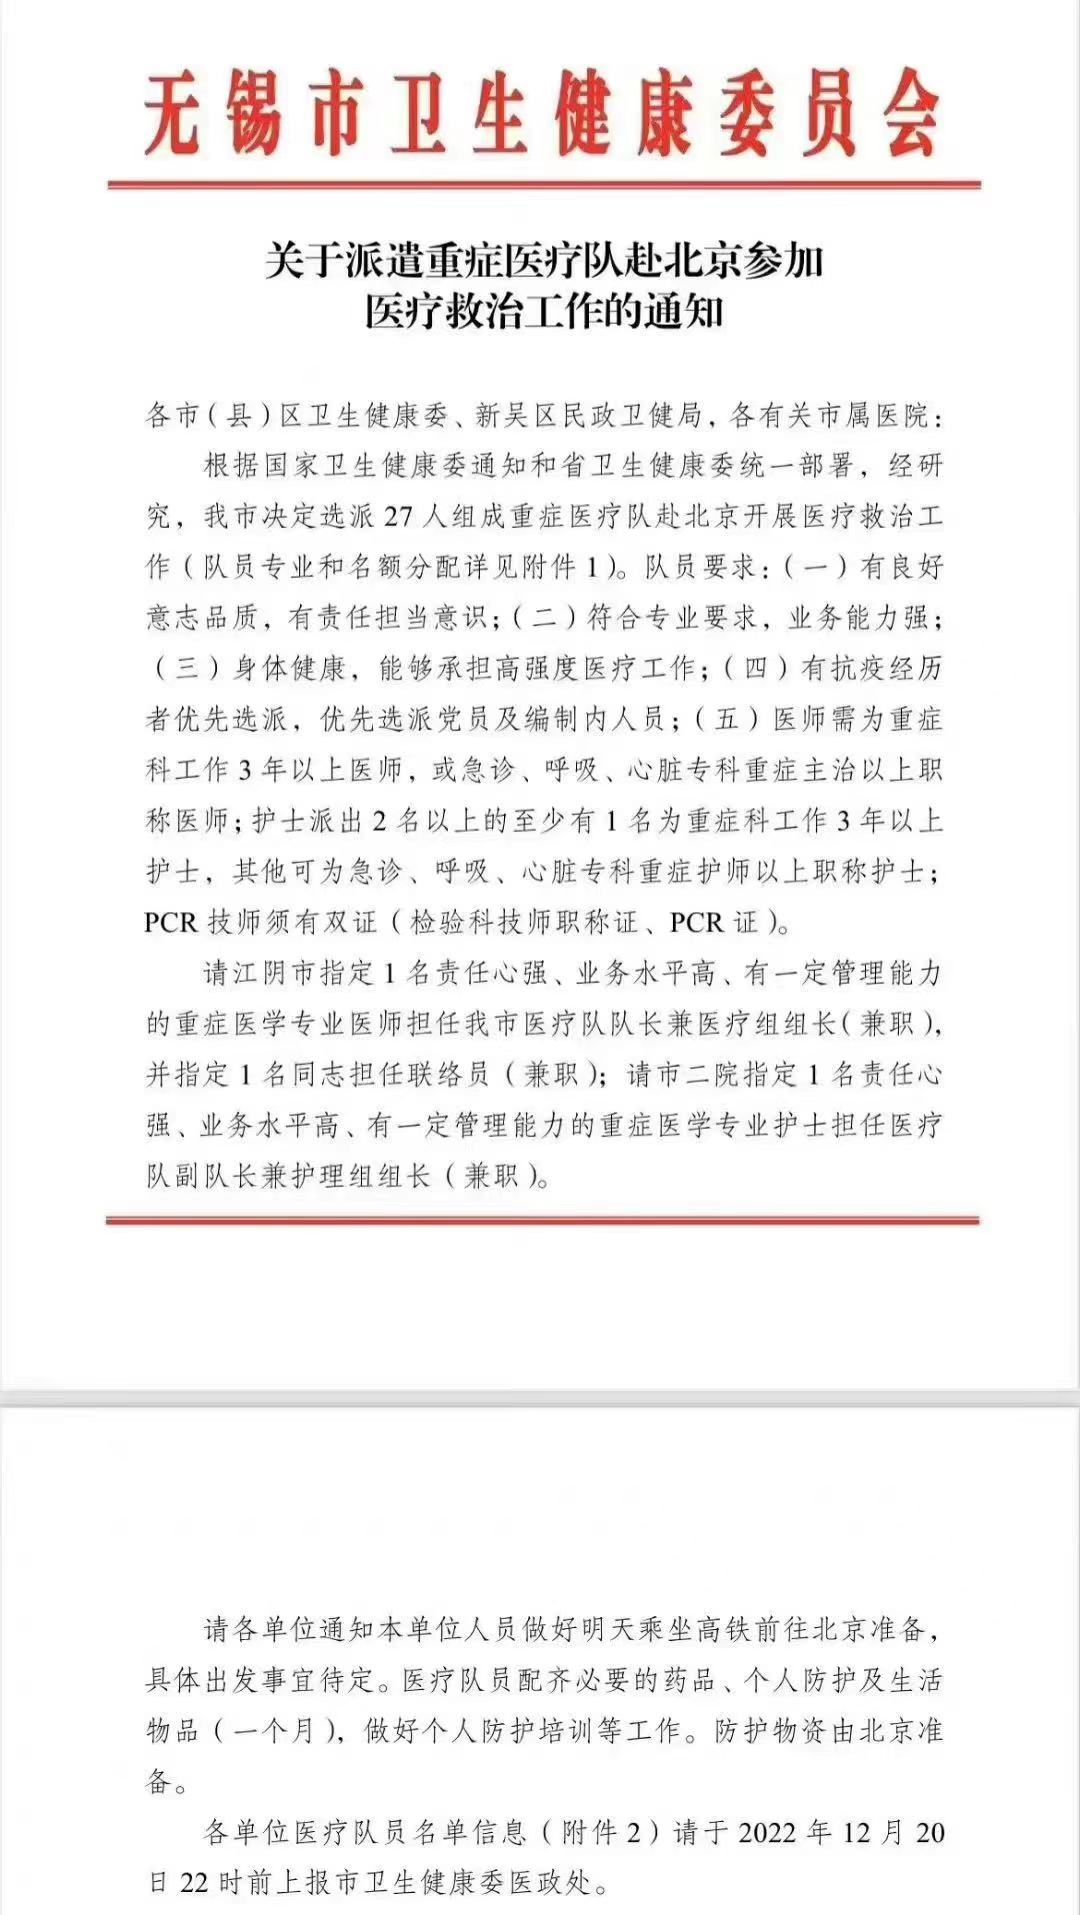 无锡市卫生健康委员会
关于派遣重症医疗队赴北京参加
医疗救治工作的通知
各市（县）区卫生健康委、新吴区民政卫健局，各有关市属医院：
根据国家卫生健康委通知和省卫生健康委统一部署，经研
究，我市决定选派 27 人组成重症医疗队赴北京开展医疗救治工
作（队员专业和名额分配详见附件 1）。队员要求：（一）有良好
意志品质，有责任担当意识；（二）符合专业要求，业务能力强；
（三）身体健康，能够承担高强度医疗工作；（四）有抗疫经历
者优先选派，优先选派党员及编制内人员；（五）医师需为重症
科工作 3 年以上医师，或急诊、呼吸、心脏专科重症主治以上职
称医师；护士派出 2 名以上的至少有 1 名为重症科工作 3 年以上
护士，其他可为急诊、呼吸、心脏专科重症护师以上职称护士；
PCR 技师须有双证（检验科技师职称证、PCR 证）。
请江阴市指定 1 名责任心强、业务水平高、有一定管理能力
的重症医学专业医师担任我市医疗队队长兼医疗组组长（兼职），
并指定 1 名同志担任联络员（兼职）；请市二院指定 1 名责任心
强、业务水平高、有一定管理能力的重症医学专业护士担任医疗
队副队长兼护理组组长（兼职）。
请各单位通知本单位人员做好明天乘坐高铁前往北京准备，
具体出发事宜待定。医疗队员配齐必要的药品、个人防护及生活
物品（一个月），做好个人防护培训等工作。防护物资由北京准
备。
各单位医疗队员名单信息（附件 2）请于 2022 年 12 月 20
日 22 时前上报市卫生健康委医政处。